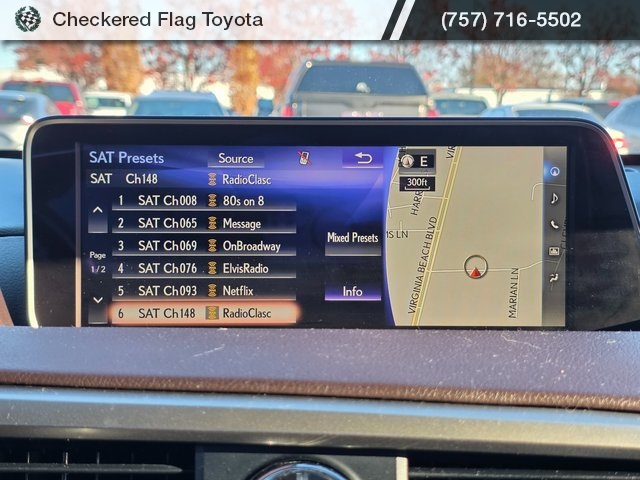 Checkered Flag Toyota
(757) 716-5502
SAT Presets
Source
SAT Ch148 RadioClasc
1 SAT Ch008 80s on 8
2 SAT Ch065 Message
3 SAT Ch069 OnBroadway
4 SAT Ch076 ElvisRadio
5 SAT Ch093 Netflix
6 SAT Ch148 RadioClasc
Page
1/2
Mixed Presets
Info
E
300ft
VIRGINIA BEACH BLVD
MARIAN LN